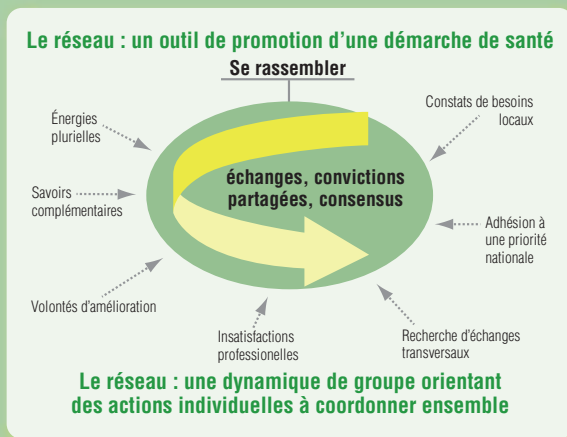 Le réseau : un outil de promotion d'une démarche de santé
Se rassembler
Énergies
plurielles
Constats de besoins
locaux
échanges, convictions
partagées, consensus
Savoirs
complémentaires
Adhésion à
une priorité
nationale
Volontés d'amélioration
Insatisfactions
professionelles
Recherche d'échanges
transversaux
Le réseau : une dynamique de groupe orientant
des actions individuelles à coordonner ensemble